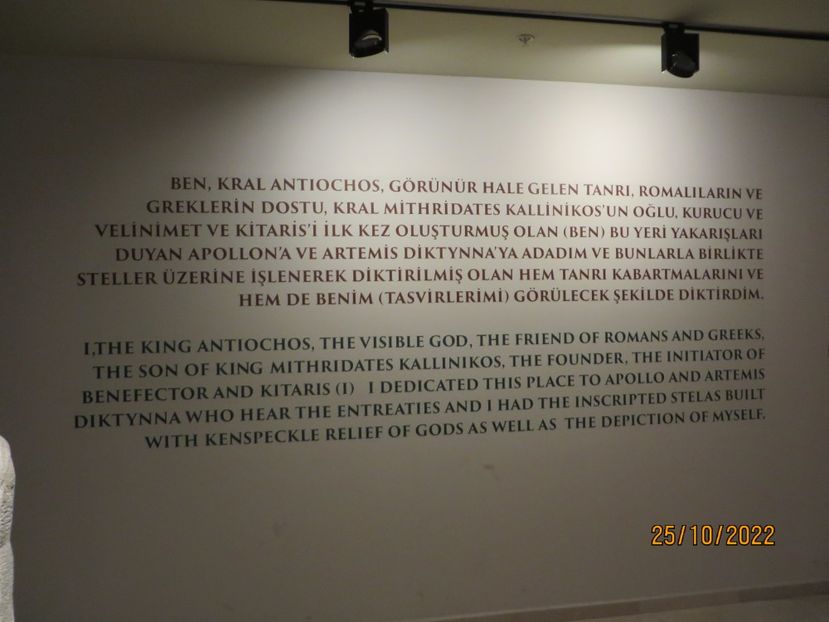 BEN, KRAL ANTIOCHOS, GÖRÜNÜR HALE GELEN TANRI, ROMALILARIN VE
GREKLERİN DOSTU, KRAL MİTHRİDATES KALLİNİKOS'UN OĞLU, KURUCU VE
VELİNİMET VE KİTARİS'İ İLK KEZ OLUŞTURMUŞ OLAN (BEN) BU YERİ YAKARIŞLARI
DUYAN APOLLON'A VE ARTEMİS DİKTYNNA'YA ADADIM VE BUNLARLA BİRLİKTE
STELLER ÜZERİNE İŞLENEREK DİKTİRİLMİŞ OLAN HEM TANRI KABARTMALARINI VE
HEM DE BENİM (TASVİRLERİMİ) GÖRÜLECEK ŞEKİLDE DİKTİRDİM.
I,THE KING ANTIOCHOS, THE VISIBLE GOD, THE FRIEND OF ROMANS AND GREEKS,
THE SON OF KING MITHRIDATES KALLINIKOS, THE FOUNDER, THE INITIATOR OF
BENEFECTOR AND KITARIS (I) I DEDICATED THIS PLACE TO APOLLO AND ARTEMIS
DIKTYNNA WHO HEAR THE ENTREATIES AND I HAD THE INSCRIPTED STELAS BUILT
WITH KENSPECKLE RELIEF OF GODS AS WELL AS THE DEPICTION OF MYSELF.
25/10/2022